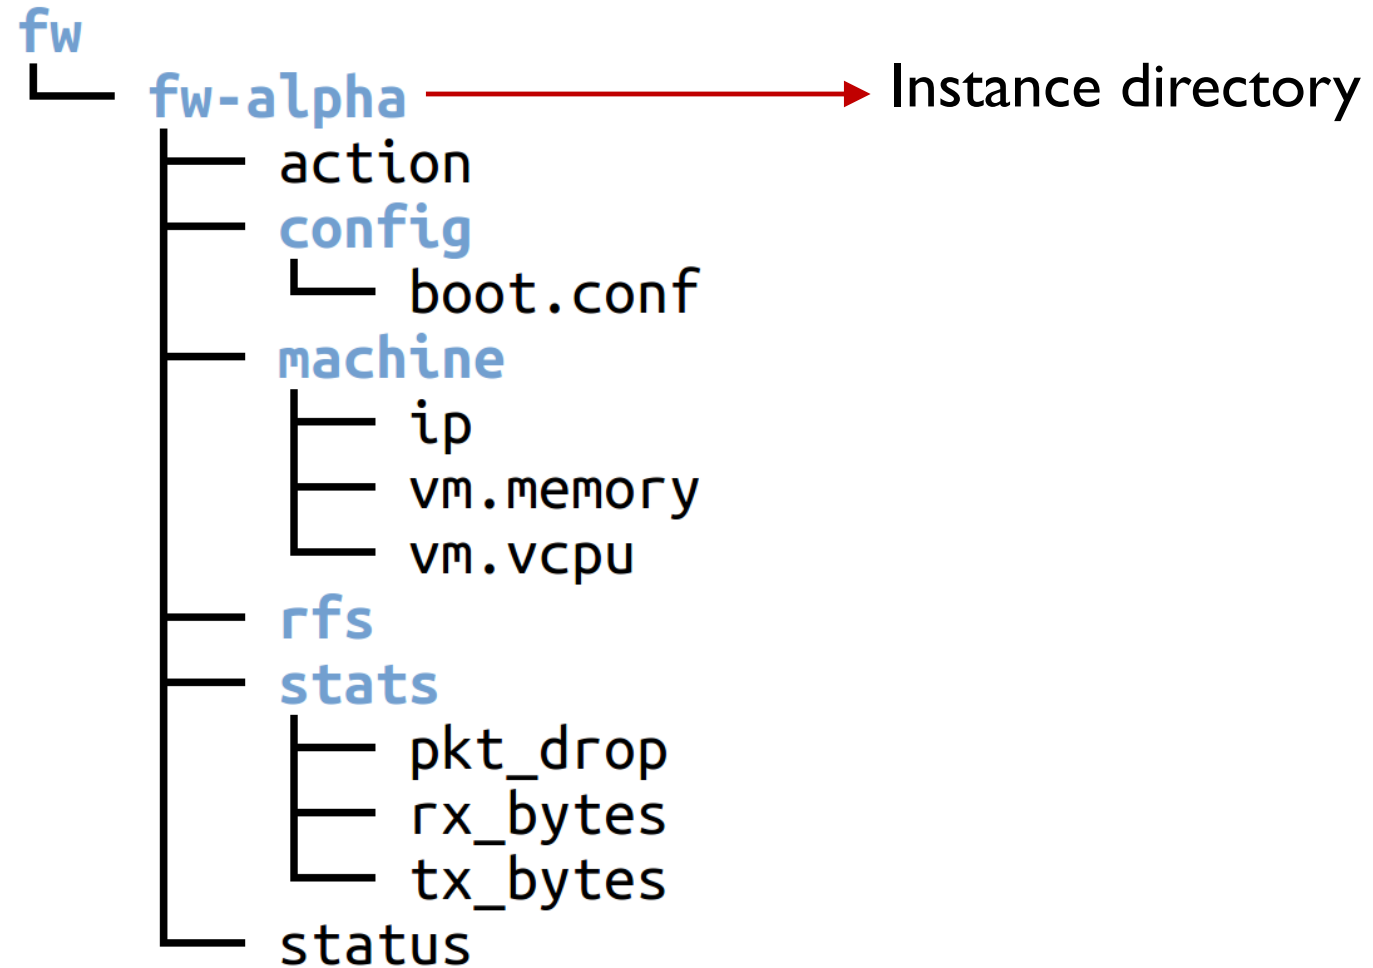 fw
fw-alpha Instance directory
action
config
boot.conf
machine
ip
vm.memory
vm.vcpu
rfs
stats
pkt_drop
rx_bytes
tx_bytes
status